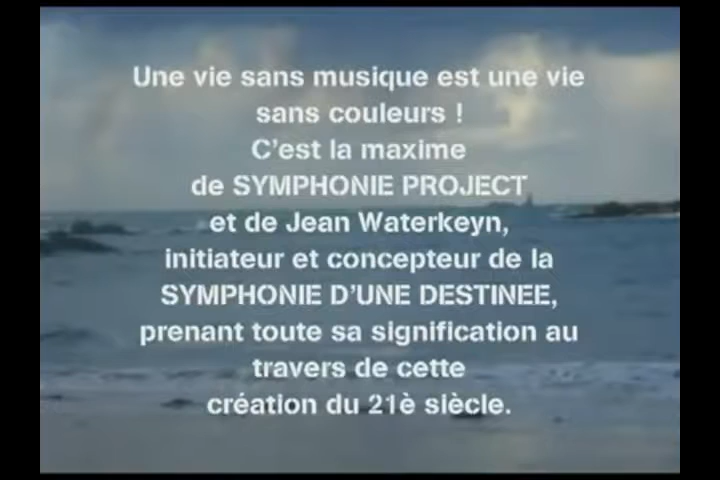 Une vie sans musique est une vie
sans couleurs !
C'est la maxime
de SYMPHONIE PROJECT
et de Jean Waterkeyn,
initiateur et concepteur de la
SYMPHONIE D'UNE DESTINEE,
prenant toute sa signification au
travers de cette
création du 21è siècle.